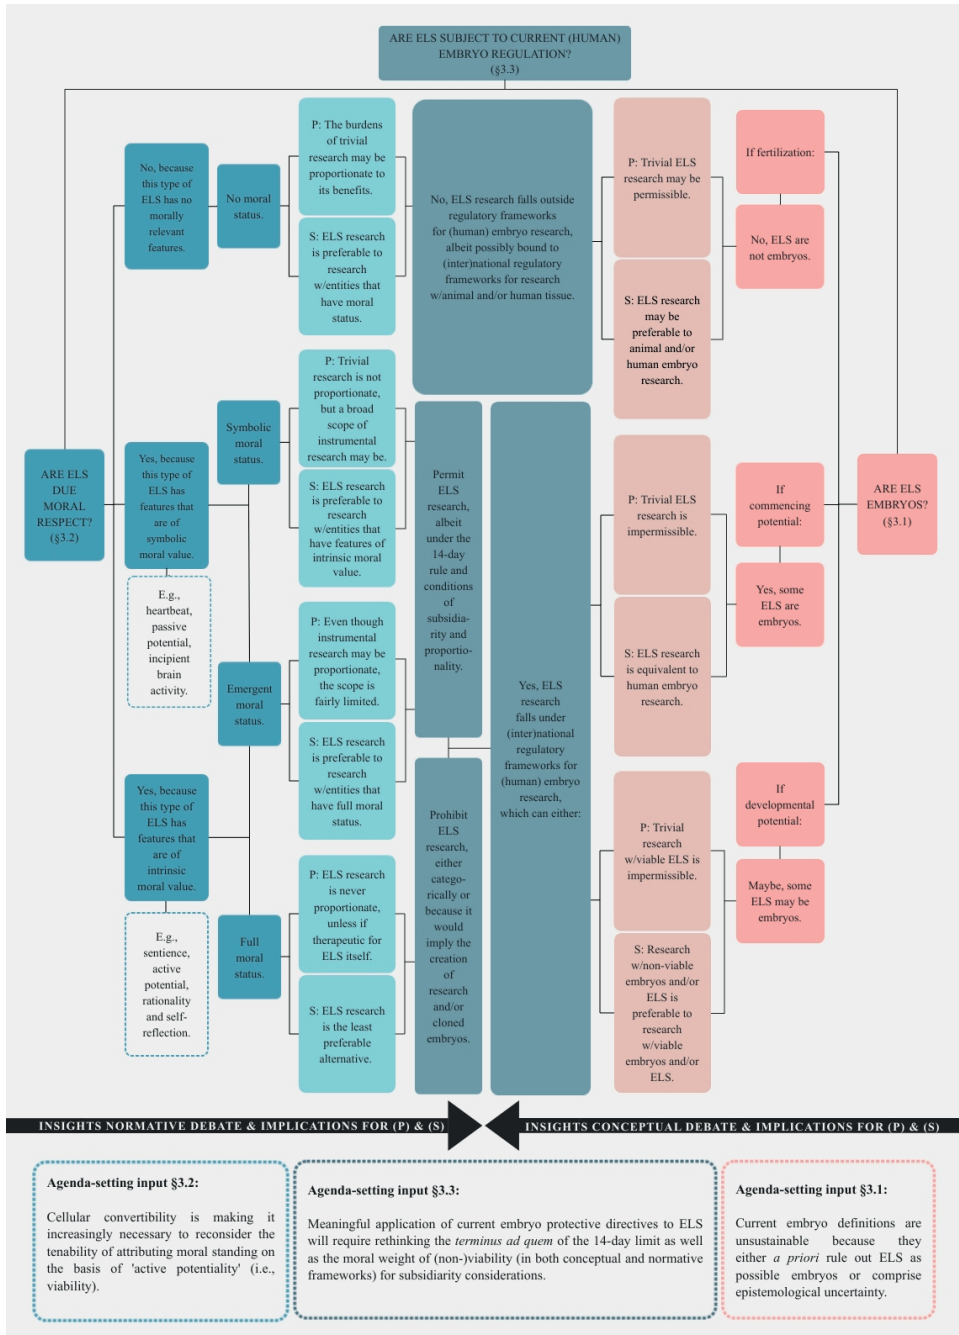 ARE ELS SUBJECT TO CURRENT (HUMAN)
EMBRYO REGULATION?
(§3.3)
ARE ELS
DUE
MORAL
RESPECT?
(§3.2)
No, because
this type of
ELS has no
morally
relevant
features.
No moral
status.
P: The burdens
of trivial
research may be
proportionate to
its benefits.
S: ELS research
is preferable to
research
w/entities that
have moral
status.
Yes, because
this type of
ELS has
features that
are of
symbolic
moral value.
E.g.,
heartbeat,
passive
potential,
incipient
brain
activity.
Symbolic
moral
status.
P: Trivial
research is not
proportionate,
but a broad
scope of
instrumental
research may be.
S: ELS research
is preferable to
research
w/entities that
have features of
intrinsic moral
value.
Emergent
moral
status.
P: Even though
instrumental
research may be
proportionate,
the scope is
fairly limited.
S: ELS research
is preferable to
research
w/entities that
have full moral
status.
Yes, because
this type of
ELS has
features that
are of
intrinsic
moral value.
E.g.,
sentience,
active
potential,
rationality
and self-
reflection.
Full
moral
status.
P: ELS research
is never
proportionate,
unless if
therapeutic for
ELS itself.
S: ELS research
is the least
preferable
alternative.
No, ELS research falls outside
regulatory frameworks
for (human) embryo research,
albeit possibly bound to
(inter)national regulatory
frameworks for research
w/animal and/or human tissue.
Permit
ELS
research,
albeit
under the
14-day
rule and
conditions
of
subsidia-
rity and
proportio-
nality.
Prohibit
ELS
research,
either
catego-
rically or
because it
would
imply the
creation
of
research
and/or
cloned
embryos.
Yes, ELS
research
falls under
(inter)national
regulatory
frameworks for
(human) embryo
research,
which can either:
P: Trivial ELS
research may be
permissible.
S: ELS research
may be
preferable to
animal and/or
human embryo
research.
If fertilization:
No, ELS are
not embryos.
P: Trivial ELS
research is
impermissible.
S: ELS research
is equivalent to
human embryo
research.
If
commencing
potential:
Yes, some
ELS are
embryos.
ARE ELS
EMBRYOS?
(§3.1)
P: Trivial
research
w/viable ELS is
impermissible.
S: Research
w/non-viable
embryos and/or
ELS is
preferable to
research
w/viable
embryos and/or
ELS.
If
developmental
potential:
Maybe, some
ELS may be
embryos.
INSIGHTS NORMATIVE DEBATE & IMPLICATIONS FOR (P) & (S)
INSIGHTS CONCEPTUAL DEBATE & IMPLICATIONS FOR (P) & (S)
Agenda-setting input §3.2:
Cellular convertibility is making it
increasingly necessary to reconsider the
tenability of attributing moral standing on
the basis of 'active potentiality' (i.e.,
viability).
Agenda-setting input §3.3:
Meaningful application of current embryo protective directives to ELS
will require rethinking the terminus ad quem of the 14-day limit as well
as the moral weight of (non-)viability (in both conceptual and normative
frameworks) for subsidiarity considerations.
Agenda-setting input §3.1:
Current embryo definitions are
unsustainable because they
either a priori rule out ELS as
possible embryos or comprise
epistemological uncertainty.